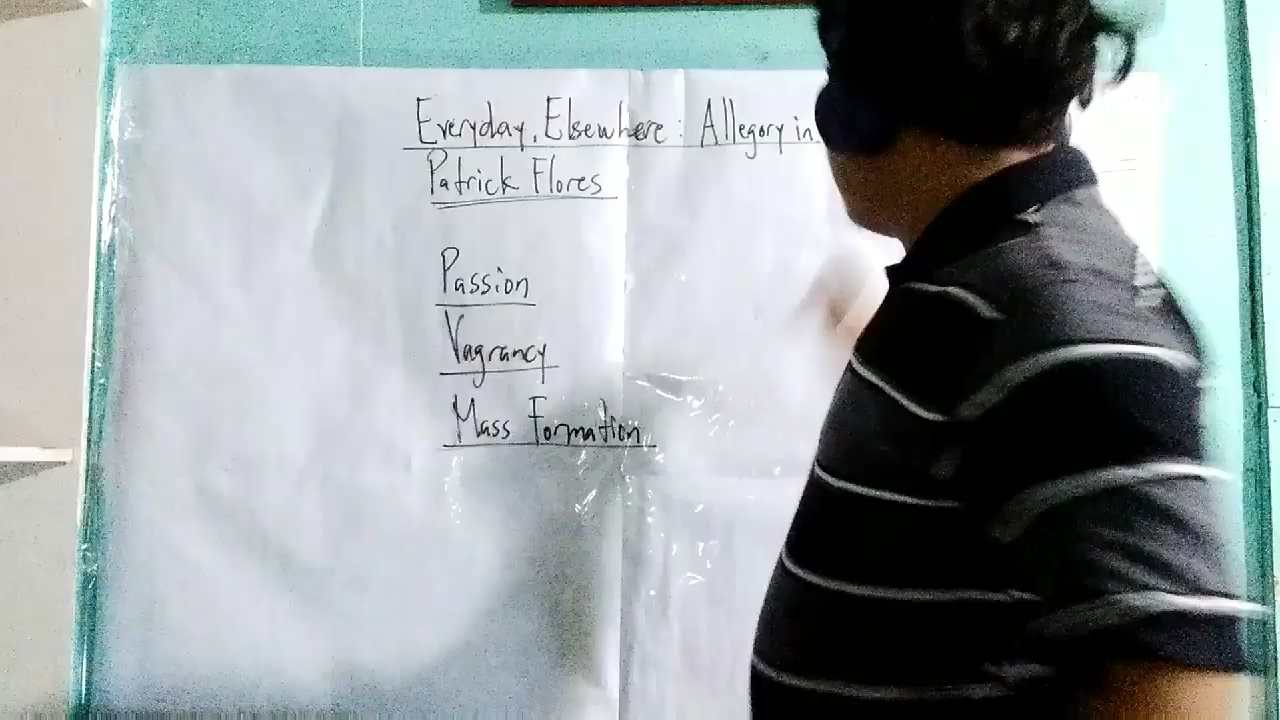 Everyday, Elsewhere: Allegory in
Patrick Flores
Passion
Vagrancy
Mass Formation